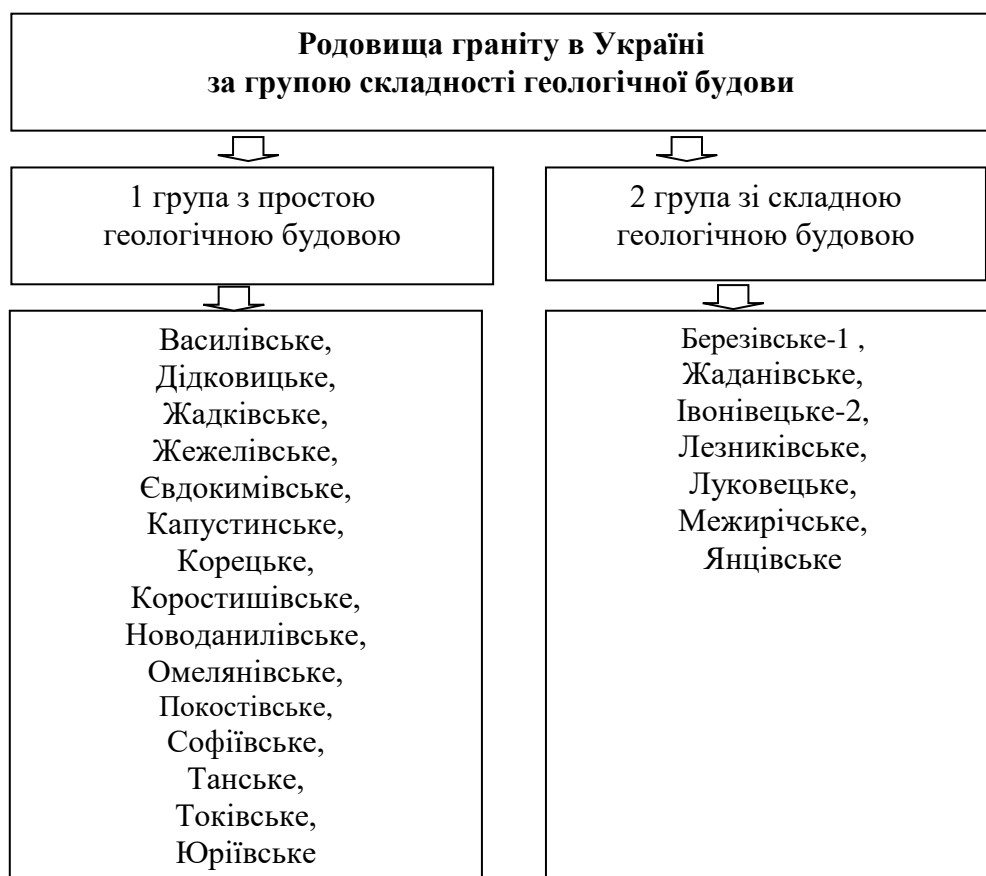 Родовища граніту в Україні
за групою складності геологічної будови
1 група з простою
геологічною будовою
2 група зі складною
геологічною будовою
Василівське,
Дідковицьке,
Жадківське,
Жежелівське,
Євдокимівське,
Капустинське,
Корецьке,
Коростишівське,
Новоданилівське,
Омелянівське,
Покостівське,
Софіївське,
Танське,
Токівське,
Юріївське
Березівське-1 ,
Жаданівське,
Івонівецьке-2,
Лезниківське,
Луковецьке,
Межирічське,
Янцівське